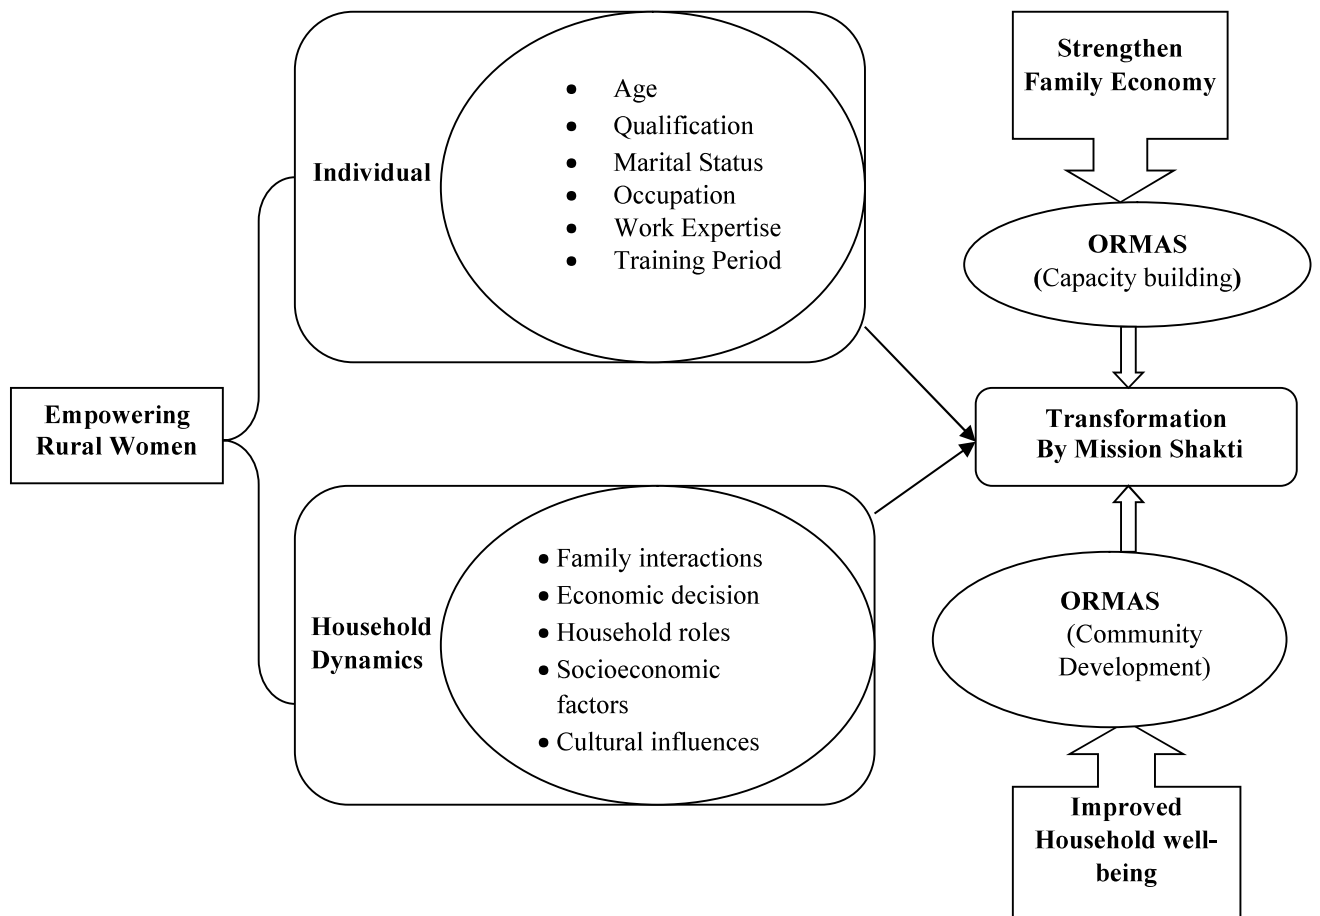 Empowering
Rural Women
Individual
• Age
• Qualification
• Marital Status
• Occupation
• Work Expertise
• Training Period
Household
Dynamics
• Family interactions
• Economic decision
• Household roles
• Socioeconomic
factors
• Cultural influences
Strengthen
Family Economy
ORMAS
(Capacity building)
Transformation
By Mission Shakti
ORMAS
(Community
Development)
Improved
Household well-
being